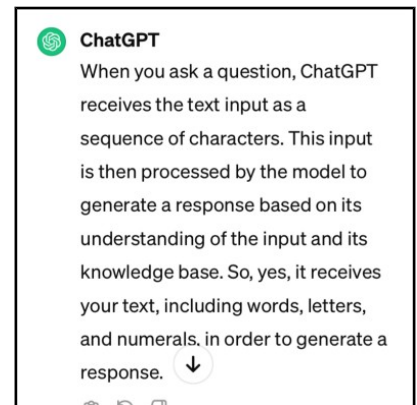 ChatGPT
When you ask a question, ChatGPT
receives the text input as a
sequence of characters. This input
is then processed by the model to
generate a response based on its
understanding of the input and its
knowledge base. So, yes, it receives
your text, including words, letters,
and numerals, in order to generate a
response.